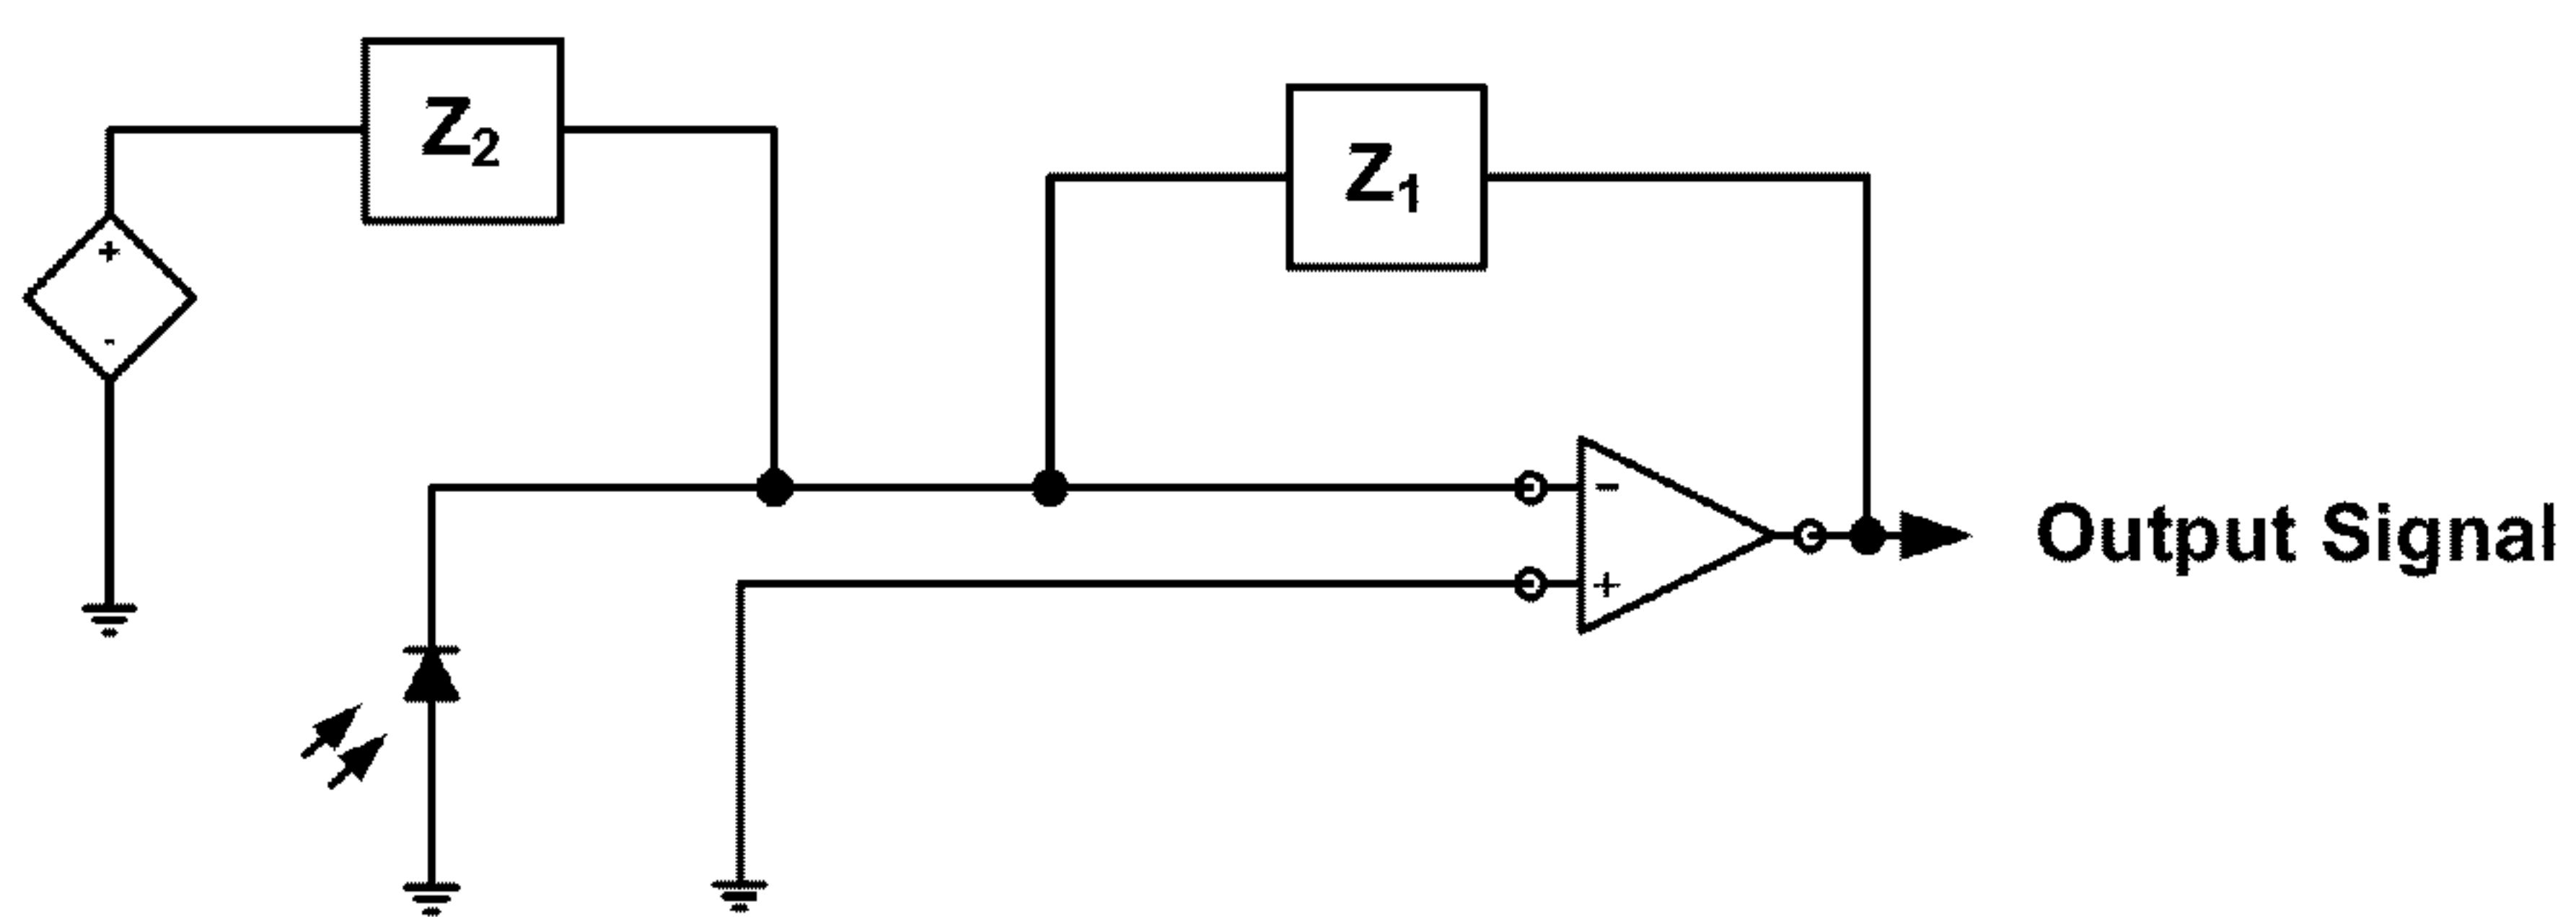 Z₂
Z₁
+
-
-
+
Output Signal